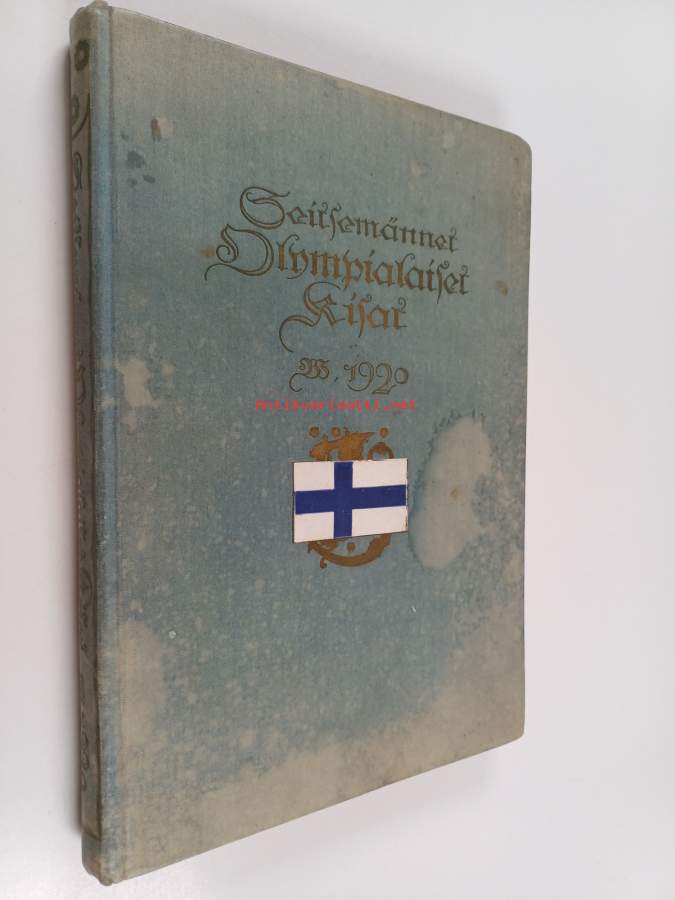 Seitsemännet
Olympialaiset
Kisat
W. 1920
Antikvariaatti.net